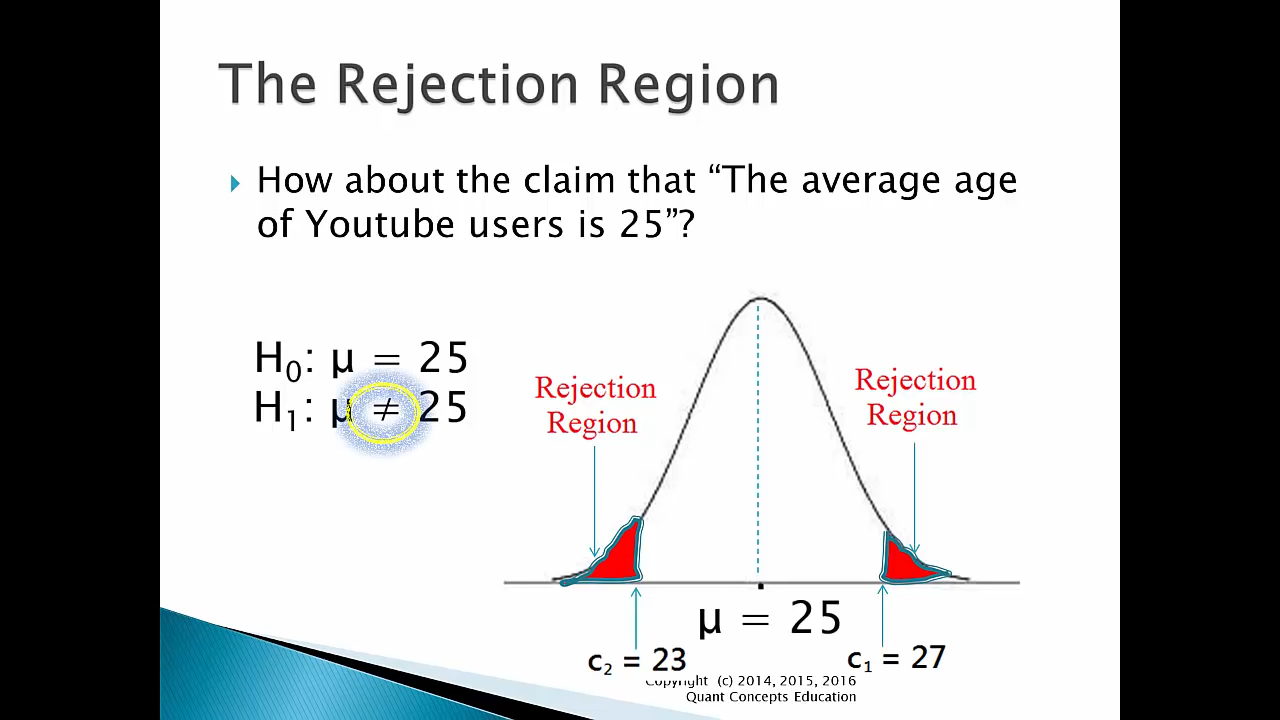 The Rejection Region
How about the claim that “The average age
of Youtube users is 25”?
H₀: μ = 25
H₁: μ ≠ 25
Rejection
Region
Rejection
Region
μ = 25
c₂ = 23
c₁ = 27
Copyright (c) 2014, 2015, 2016
Quant Concepts Education